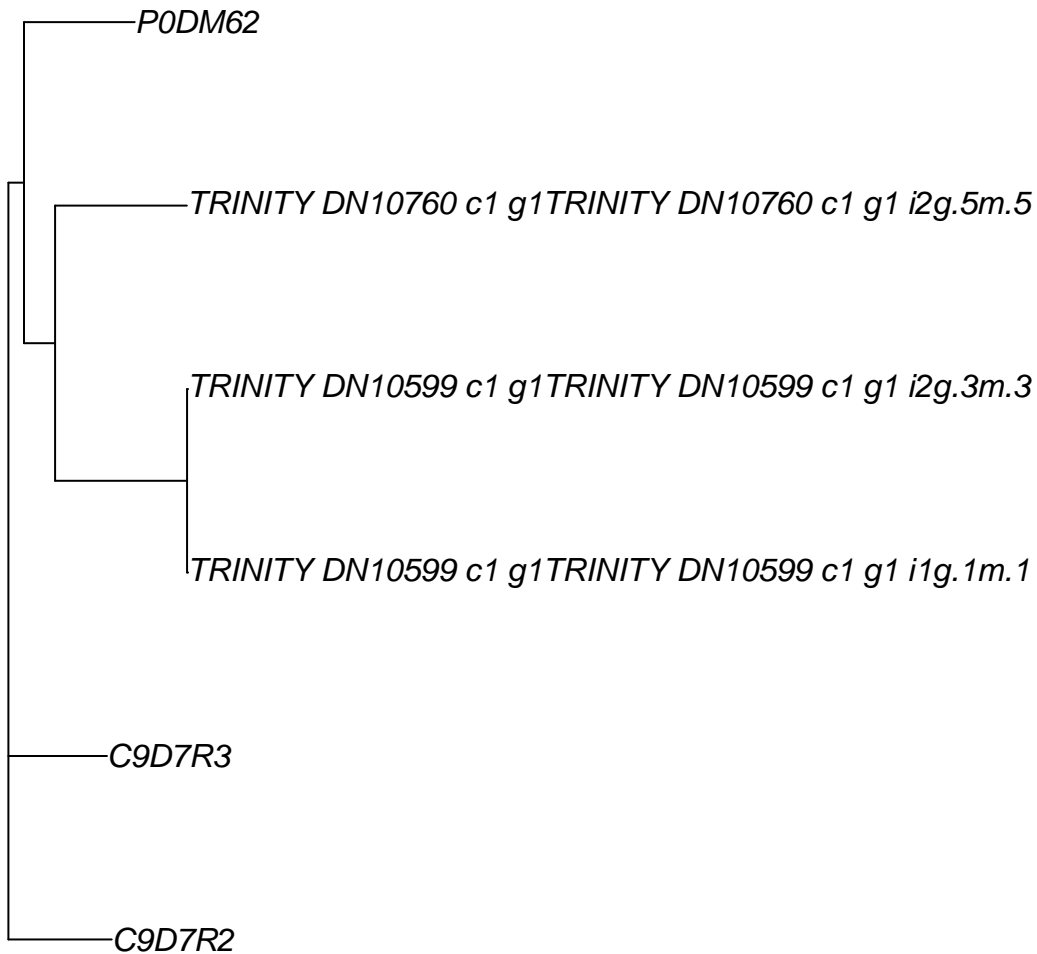 P0DM62
TRINITY DN10760 c1 g1TRINITY DN10760 c1 g1 i2g.5m.5
TRINITY DN10599 c1 g1TRINITY DN10599 c1 g1 i2g.3m.3
TRINITY DN10599 c1 g1TRINITY DN10599 c1 g1 i1g.1m.1
C9D7R3
C9D7R2